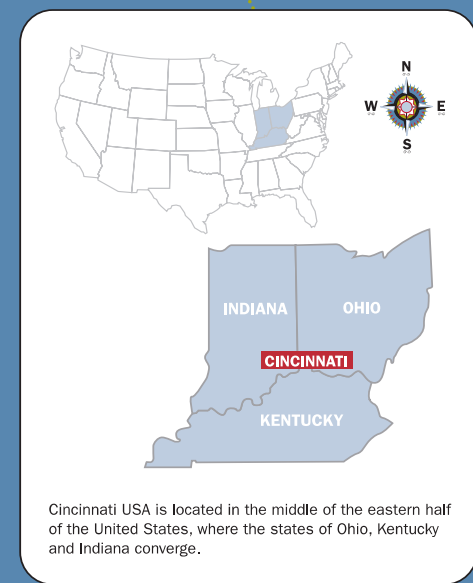 N
W E
S
INDIANA OHIO
CINCINNATI
KENTUCKY
Cincinnati USA is located in the middle of the eastern half
of the United States, where the states of Ohio, Kentucky
and Indiana converge.